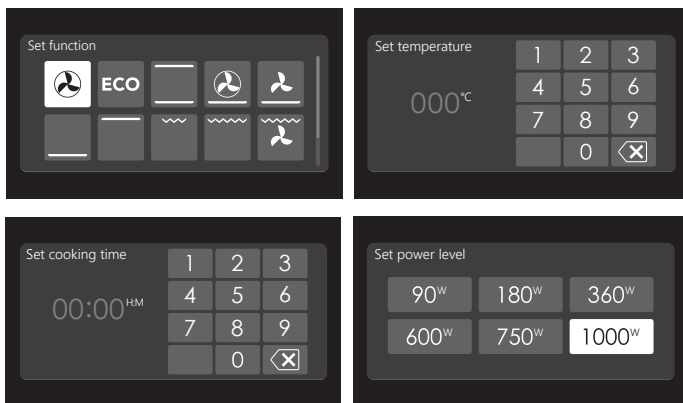 Set function
ECO
Set temperature
000°C
1 2 3
4 5 6
7 8 9
0
Set cooking time
00:00 H:M
1 2 3
4 5 6
7 8 9
0
Set power level
90W 180W 360W
600W 750W 1000W